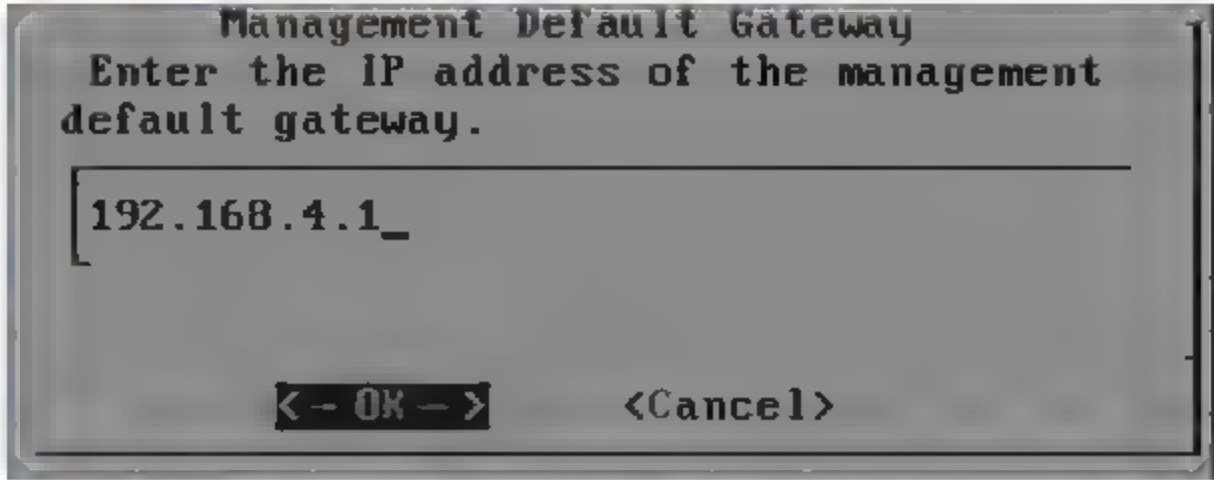 Management Default Gateway
Enter the IP address of the management
default gateway.
192.168.4.1_
<- OK -> <Cancel>